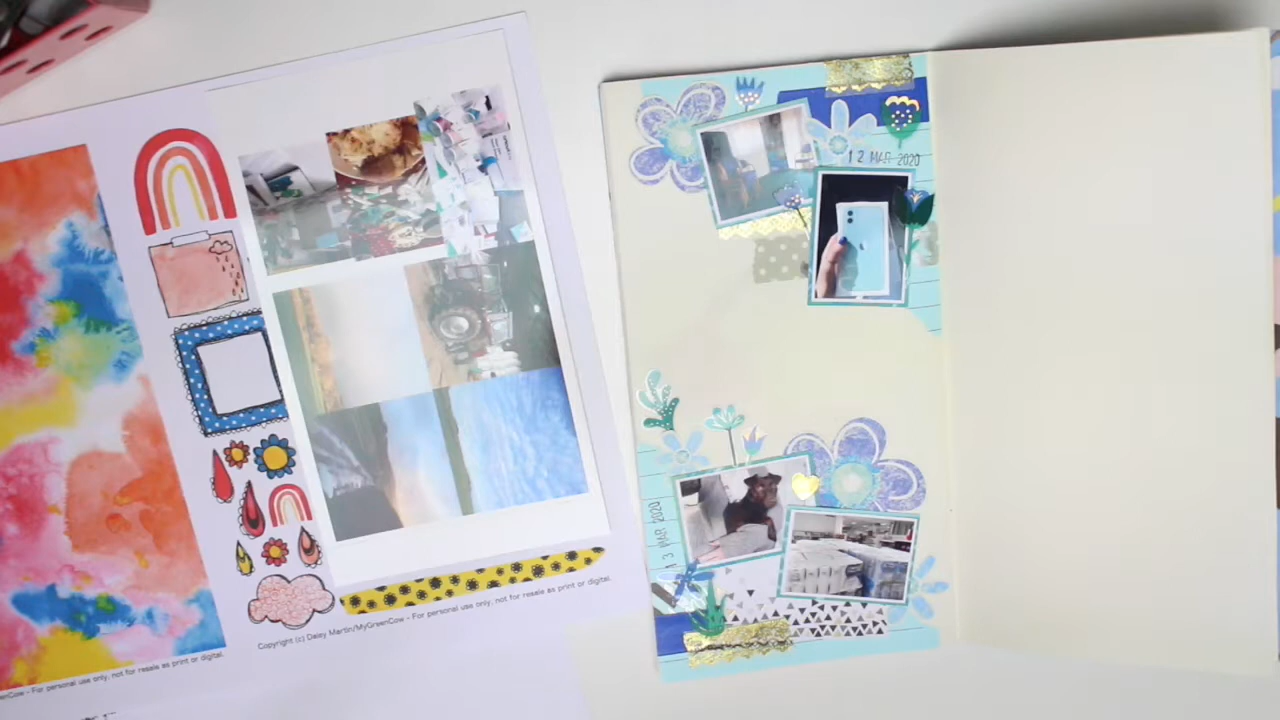 12 MAR 2020
13 MAR 2020
GreenCow - For personal use only, not for resale as print or digital.
Copyright (c) Daisy Martin/MyGreenCow - For personal use only, not for resale as print or digital.